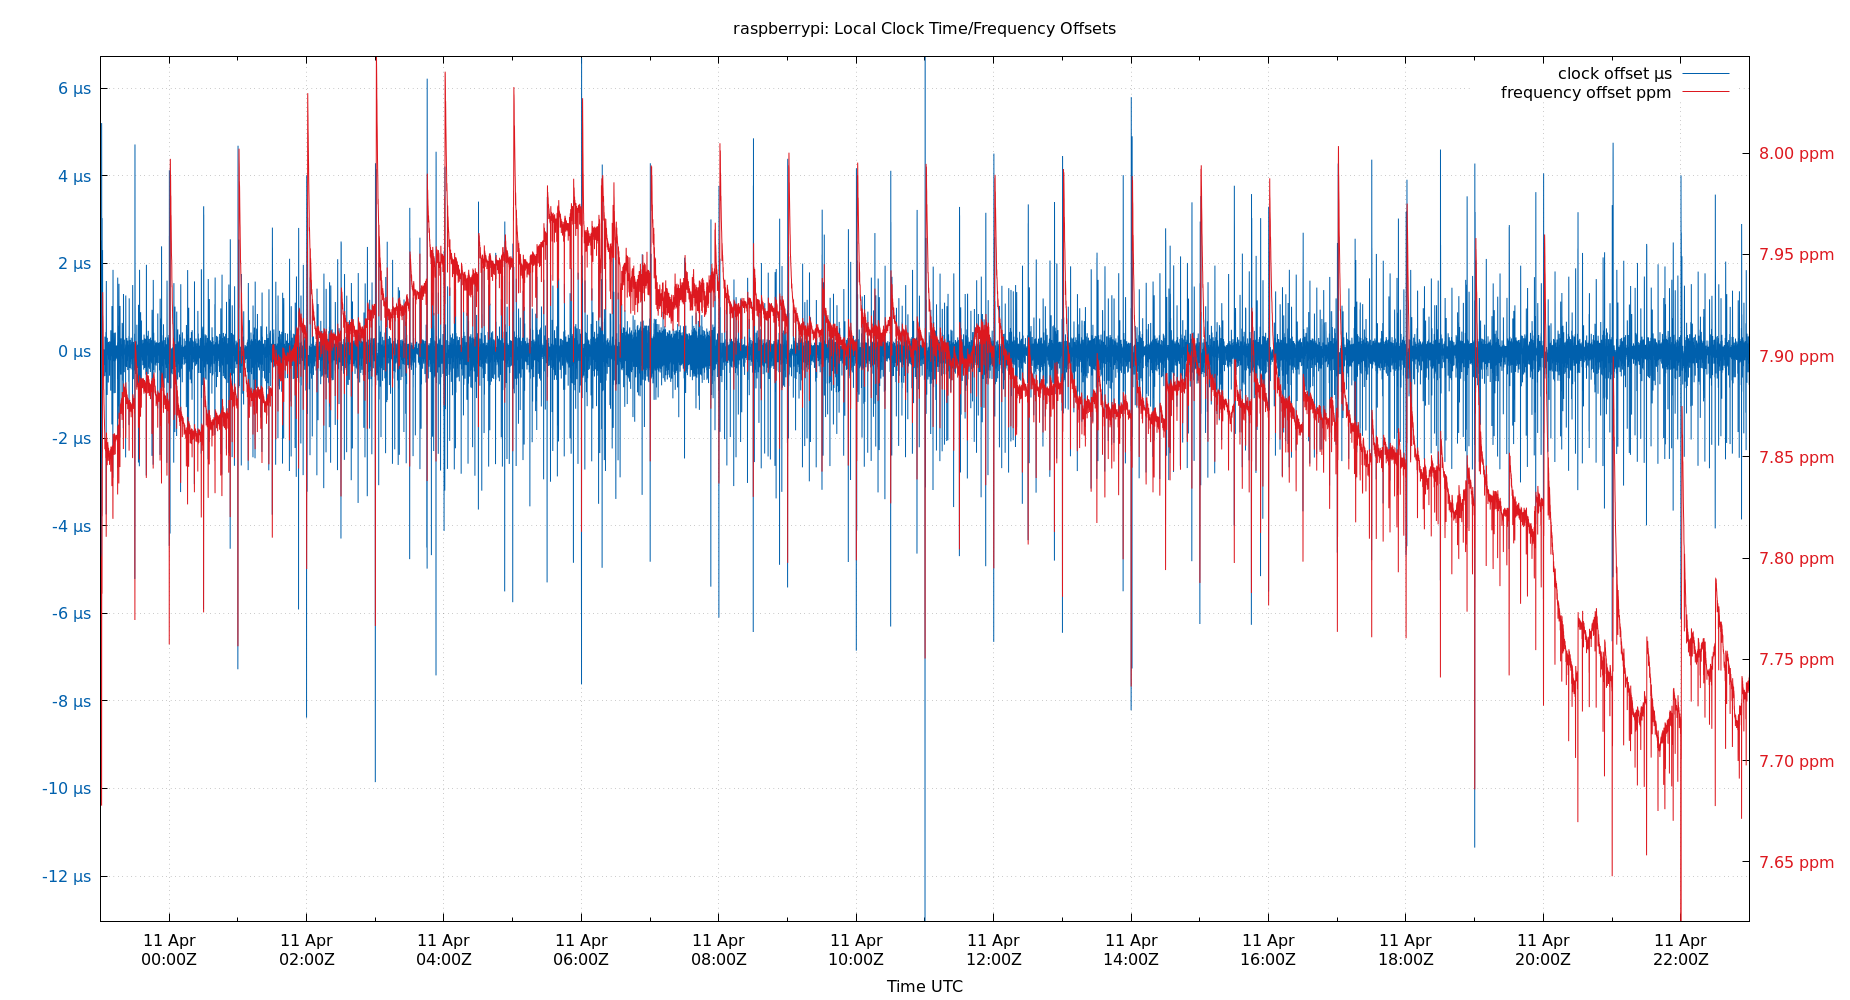 raspberrypi: Local Clock Time/Frequency Offsets
clock offset µs
frequency offset ppm
6 µs
4 µs
2 µs
0 µs
-2 µs
-4 µs
-6 µs
-8 µs
-10 µs
-12 µs
8.00 ppm
7.95 ppm
7.90 ppm
7.85 ppm
7.80 ppm
7.75 ppm
7.70 ppm
7.65 ppm
11 Apr 11 Apr 11 Apr 11 Apr 11 Apr 11 Apr 11 Apr 11 Apr 11 Apr 11 Apr 11 Apr 11 Apr
00:00Z 02:00Z 04:00Z 06:00Z 08:00Z 10:00Z 12:00Z 14:00Z 16:00Z 18:00Z 20:00Z 22:00Z
Time UTC